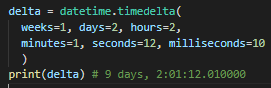 delta = datetime.timedelta(
weeks=1, days=2, hours=2,
minutes=1, seconds=12, milliseconds=10
)
print(delta) # 9 days, 2:01:12.010000